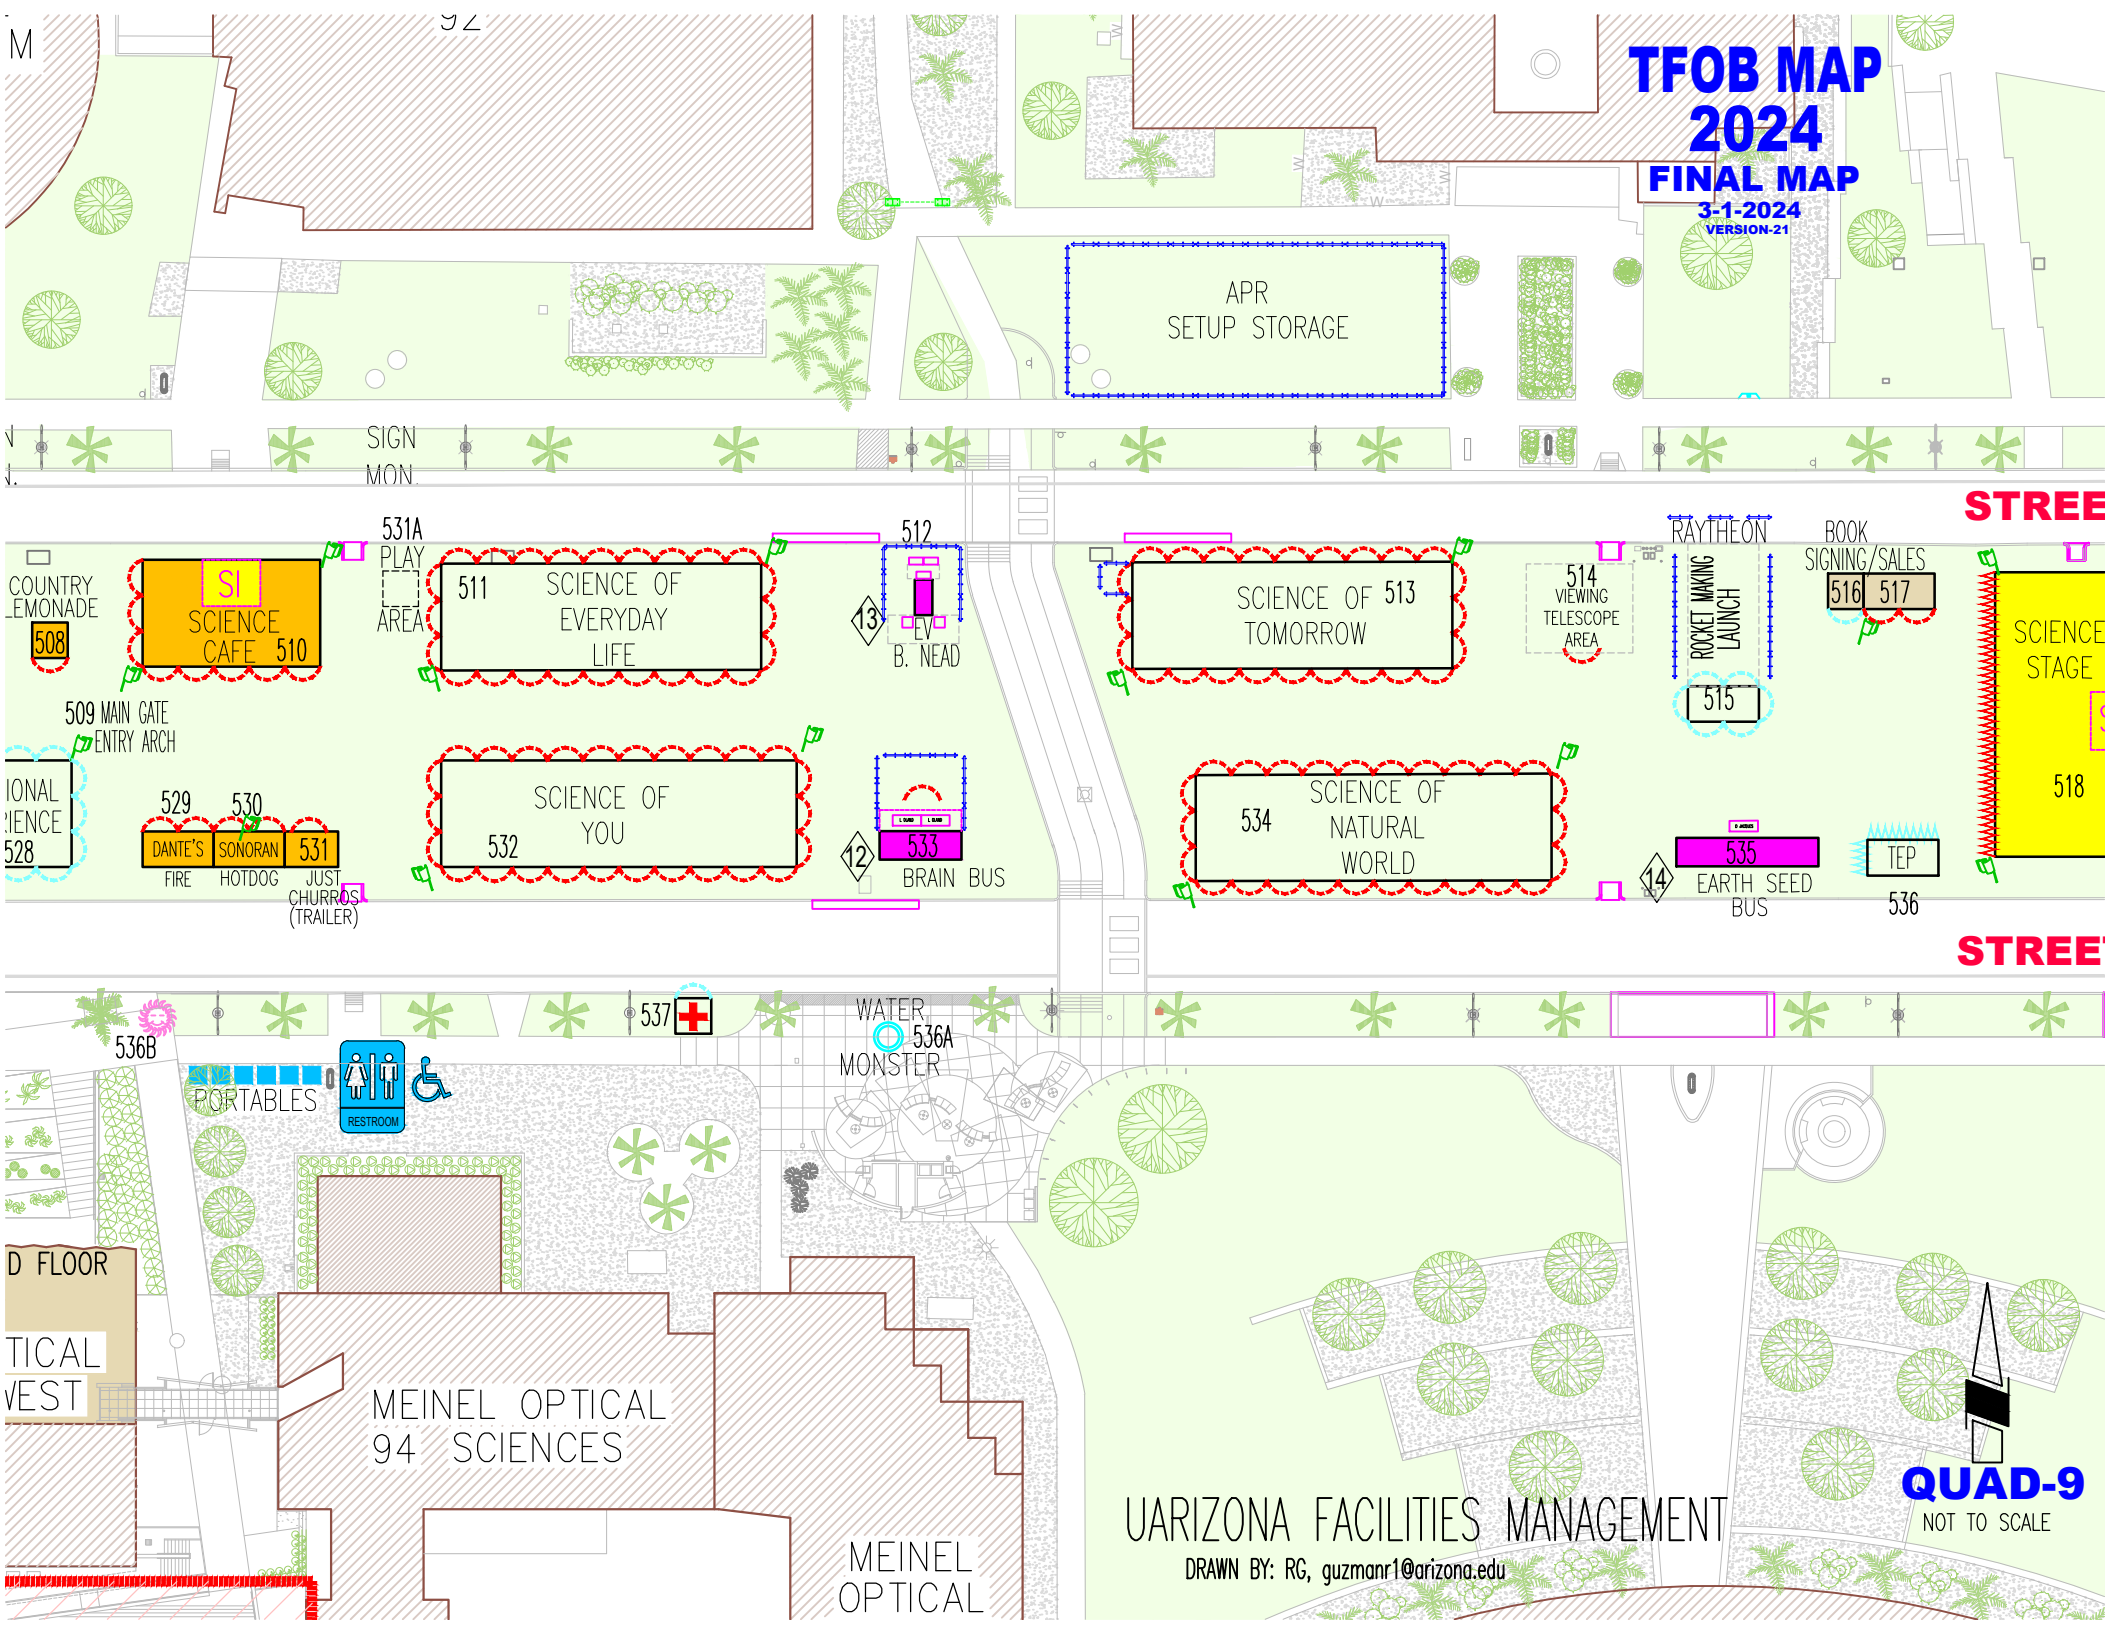 M
92
TFOB MAP
2024
FINAL MAP
3-1-2024
VERSION-21
APR
SETUP STORAGE
SIGN
MON.
N.
STREE
531A
PLAY
AREA
512
RAYTHEON
BOOK
SIGNING/SALES
COUNTRY
LEMONADE
508
SI
SCIENCE
CAFE 510
511
SCIENCE OF
EVERYDAY
LIFE
13
EV
B. NEAD
SCIENCE OF 513
TOMORROW
514
VIEWING
TELESCOPE
AREA
ROCKET MAKING
LAUNCH
515
516 517
SCIENCE
STAGE
S
518
509 MAIN GATE
ENTRY ARCH
IONAL
IENCE
528
529
530
DANTE'S
SONORAN
531
FIRE
HOTDOG
JUST
CHURROS
(TRAILER)
SCIENCE OF
YOU
532
12
533
BRAIN BUS
SCIENCE OF
534
NATURAL
WORLD
14
535
EARTH SEED
BUS
TEP
536
STREET
536B
PORTABLES
RESTROOM
537
WATER
536A
MONSTER
D FLOOR
TICAL
WEST
MEINEL OPTICAL
94 SCIENCES
MEINEL
OPTICAL
UARIZONA FACILITIES MANAGEMENT
DRAWN BY: RG, guzmanr1@arizona.edu
QUAD-9
NOT TO SCALE